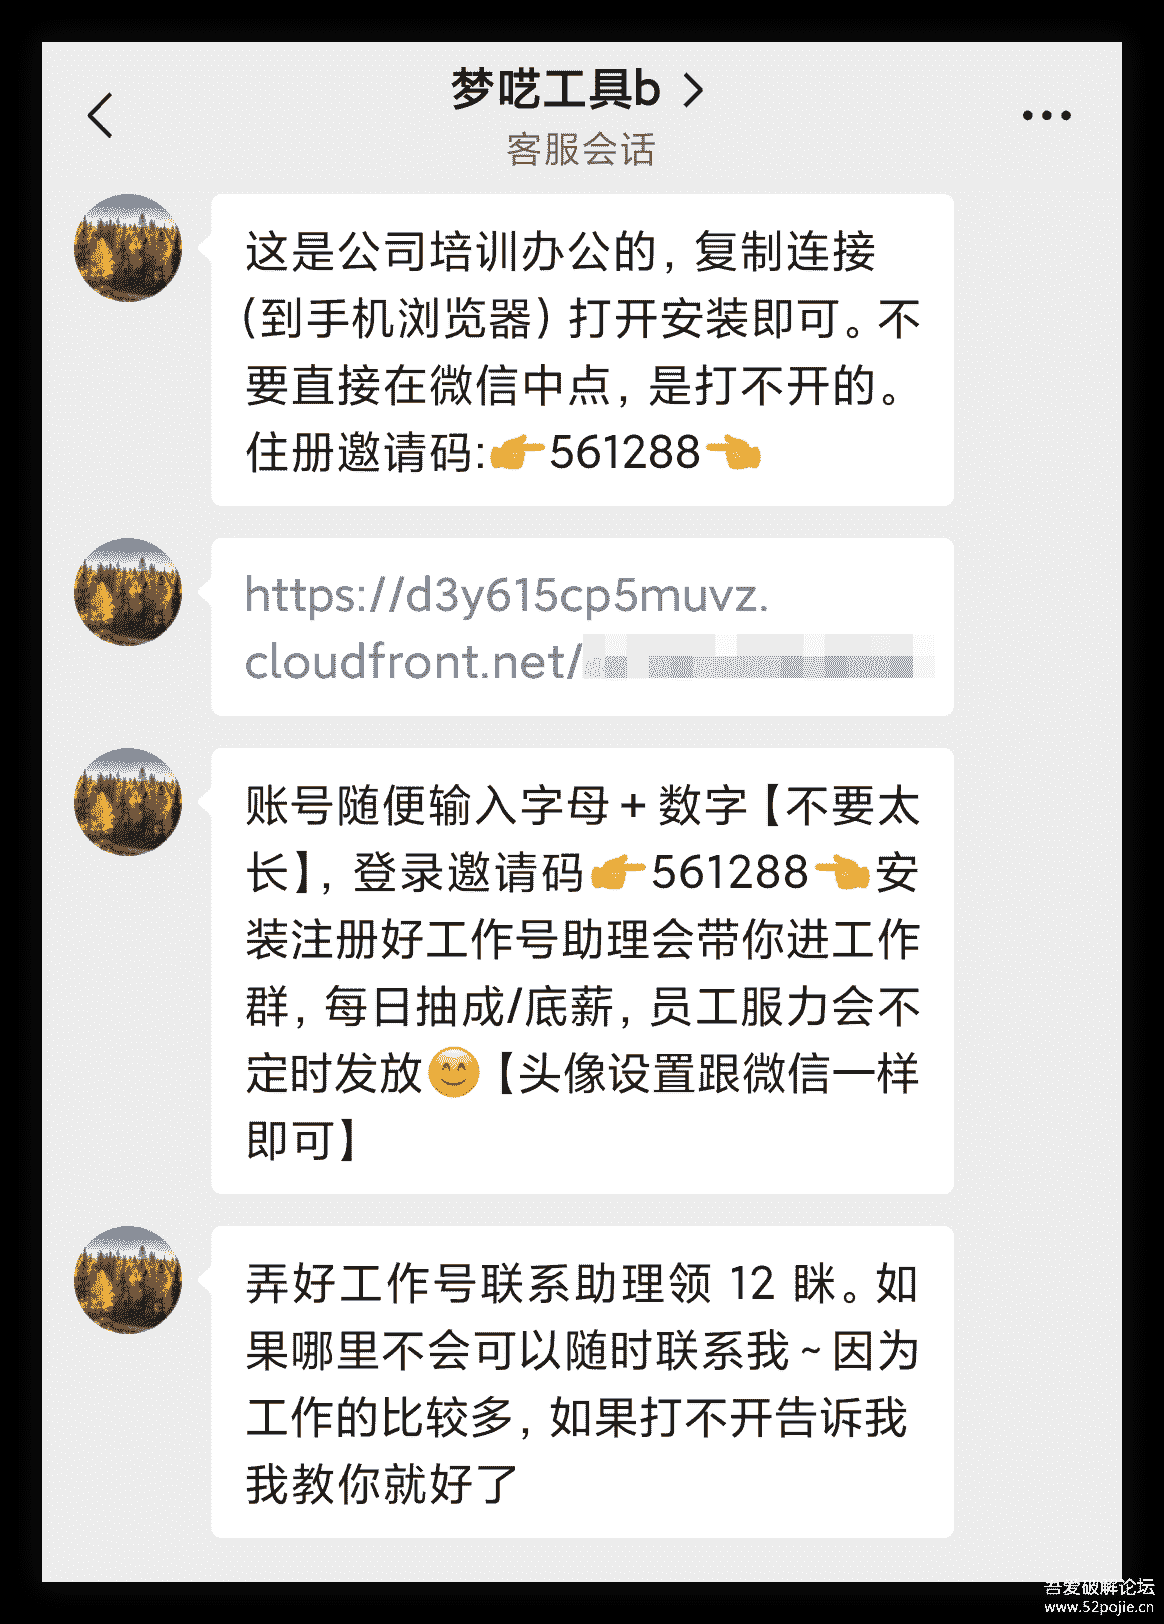 梦呓工具b
客服会话
这是公司培训办公的, 复制连接
(到手机浏览器) 打开安装即可。不
要直接在微信中点, 是打不开的。
住册邀请码:👉561288👈
https://d3y615cp5muvz.
cloudfront.net/
账号随便输入字母+数字【不要太
长】, 登录邀请码👉561288👈安
装注册好工作号助理会带你进工作
群, 每日抽成/底薪, 员工服力会不
定时发放😇【头像设置跟微信一样
即可】
弄好工作号联系助理领 12 眯。如
果哪里不会可以随时联系我~因为
工作的比较多, 如果打不开告诉我
我教你就好了
吾爱破解论坛
www.52pojie.cn